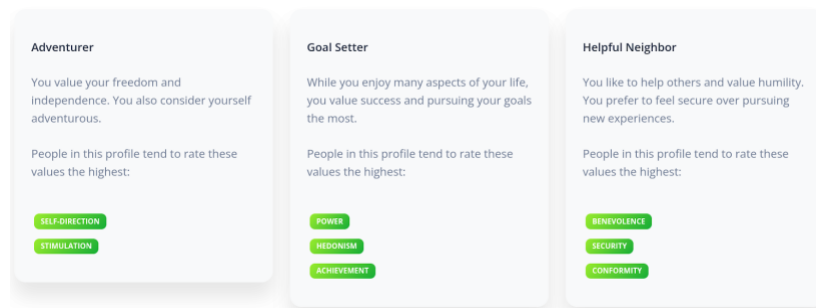 Adventurer
You value your freedom and
independence. You also consider yourself
adventurous.
People in this profile tend to rate these
values the highest:
SELF-DIRECTION
STIMULATION
Goal Setter
While you enjoy many aspects of your life,
you value success and pursuing your goals
the most.
People in this profile tend to rate these
values the highest:
POWER
HEDONISM
ACHIEVEMENT
Helpful Neighbor
You like to help others and value humility.
You prefer to feel secure over pursuing
new experiences.
People in this profile tend to rate these
values the highest:
BENEVOLENCE
SECURITY
CONFORMITY